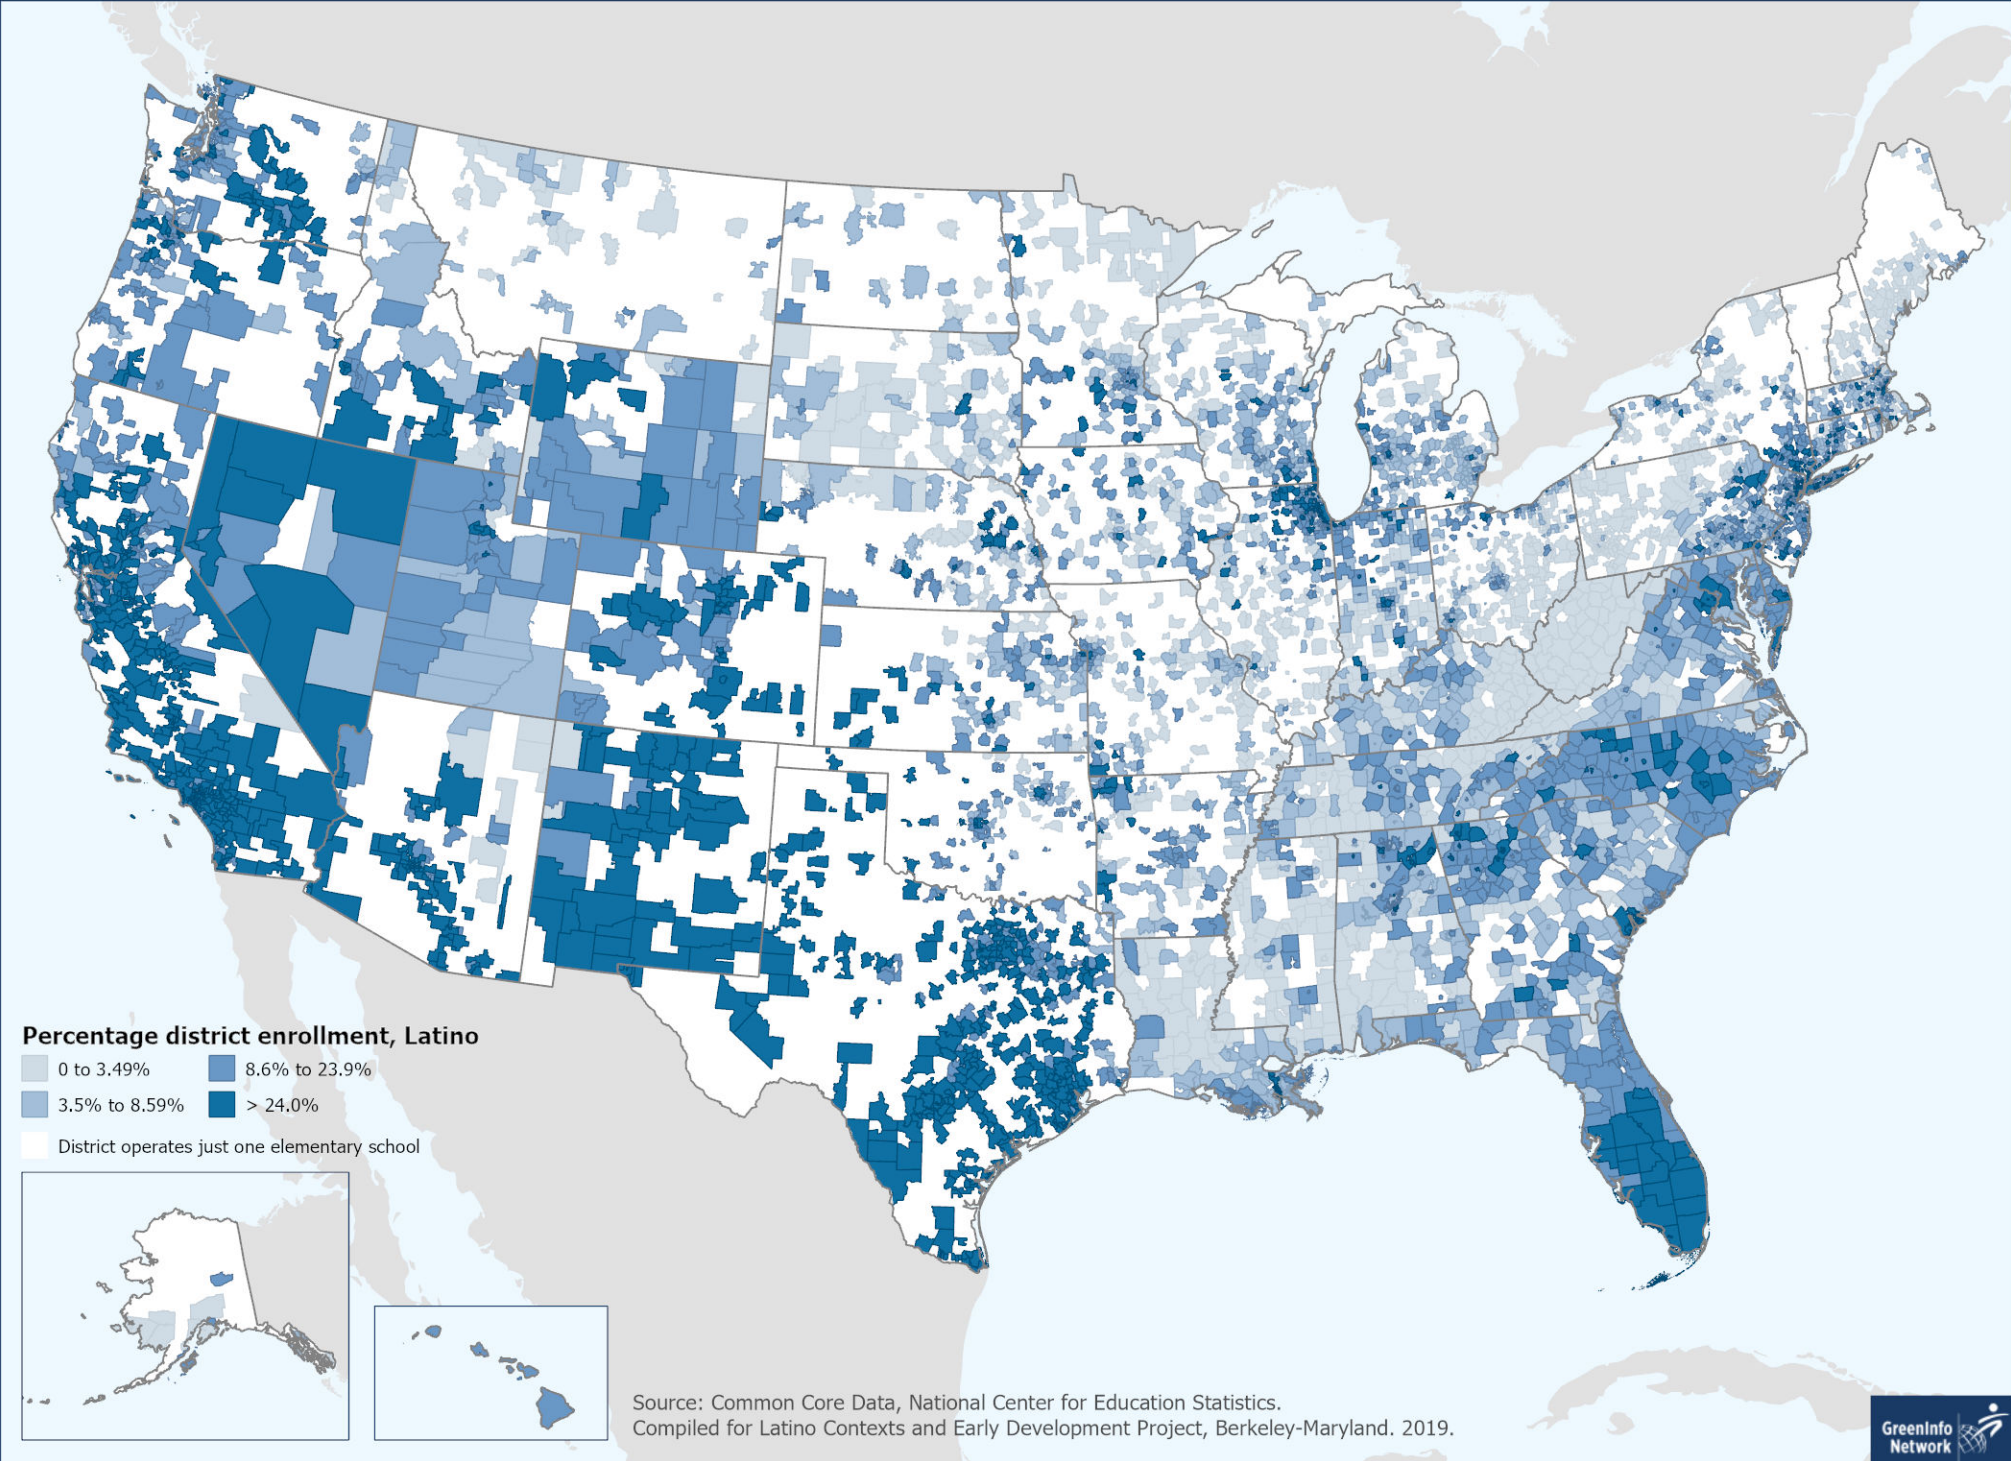 Percentage district enrollment, Latino
0 to 3.49%
8.6% to 23.9%
3.5% to 8.59%
> 24.0%
District operates just one elementary school
Source: Common Core Data, National Center for Education Statistics.
Compiled for Latino Contexts and Early Development Project, Berkeley-Maryland. 2019.
GreenInfo
Network